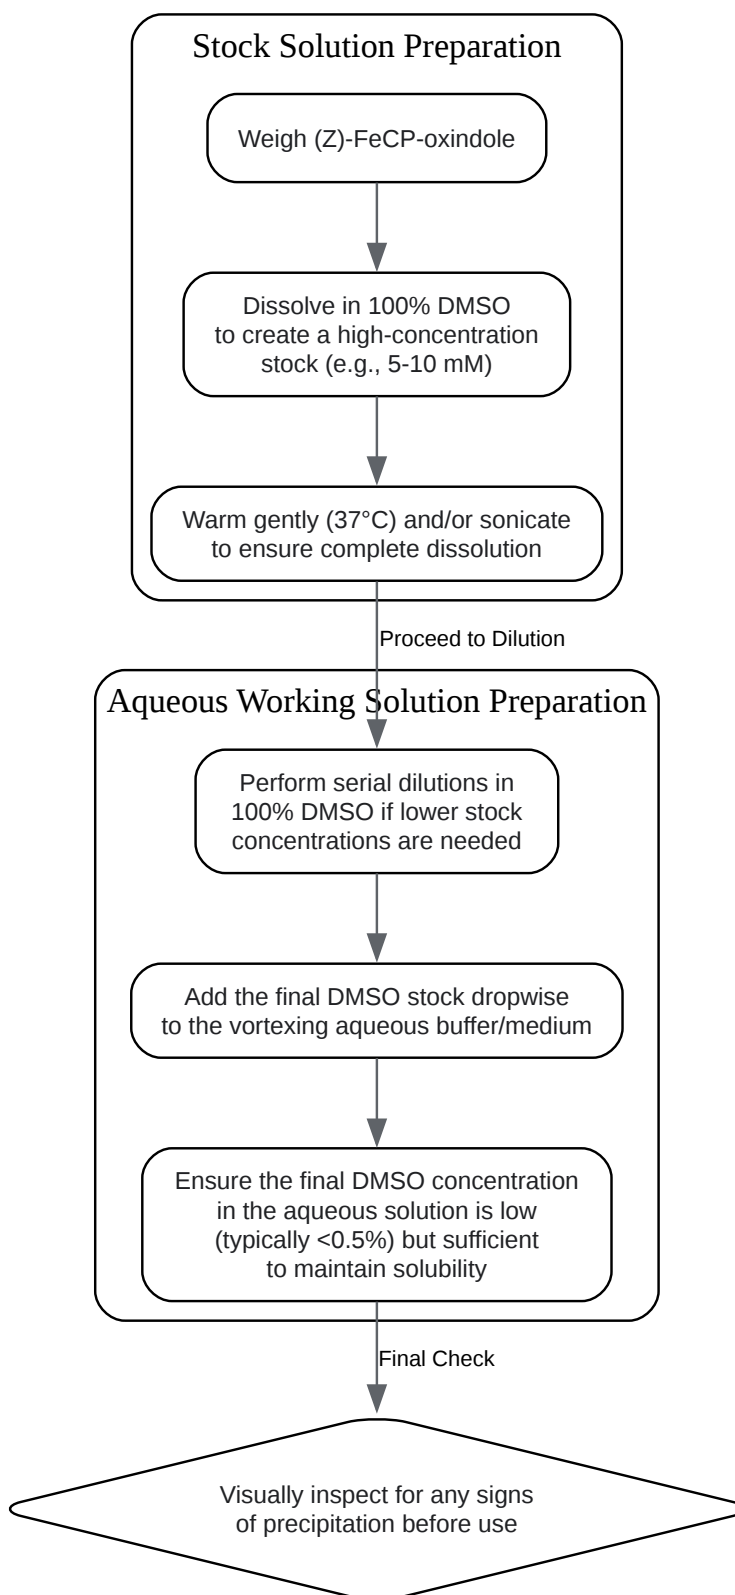 Stock Solution Preparation
Weigh (Z)-FeCP-oxindole
Dissolve in 100% DMSO
to create a high-concentration
stock (e.g., 5-10 mM)
Warm gently (37°C) and/or sonicate
to ensure complete dissolution
Proceed to Dilution
Aqueous Working Solution Preparation
Perform serial dilutions in
100% DMSO if lower stock
concentrations are needed
Add the final DMSO stock dropwise
to the vortexing aqueous buffer/medium
Ensure the final DMSO concentration
in the aqueous solution is low
(typically <0.5%) but sufficient
to maintain solubility
Final Check
Visually inspect for any signs
of precipitation before use